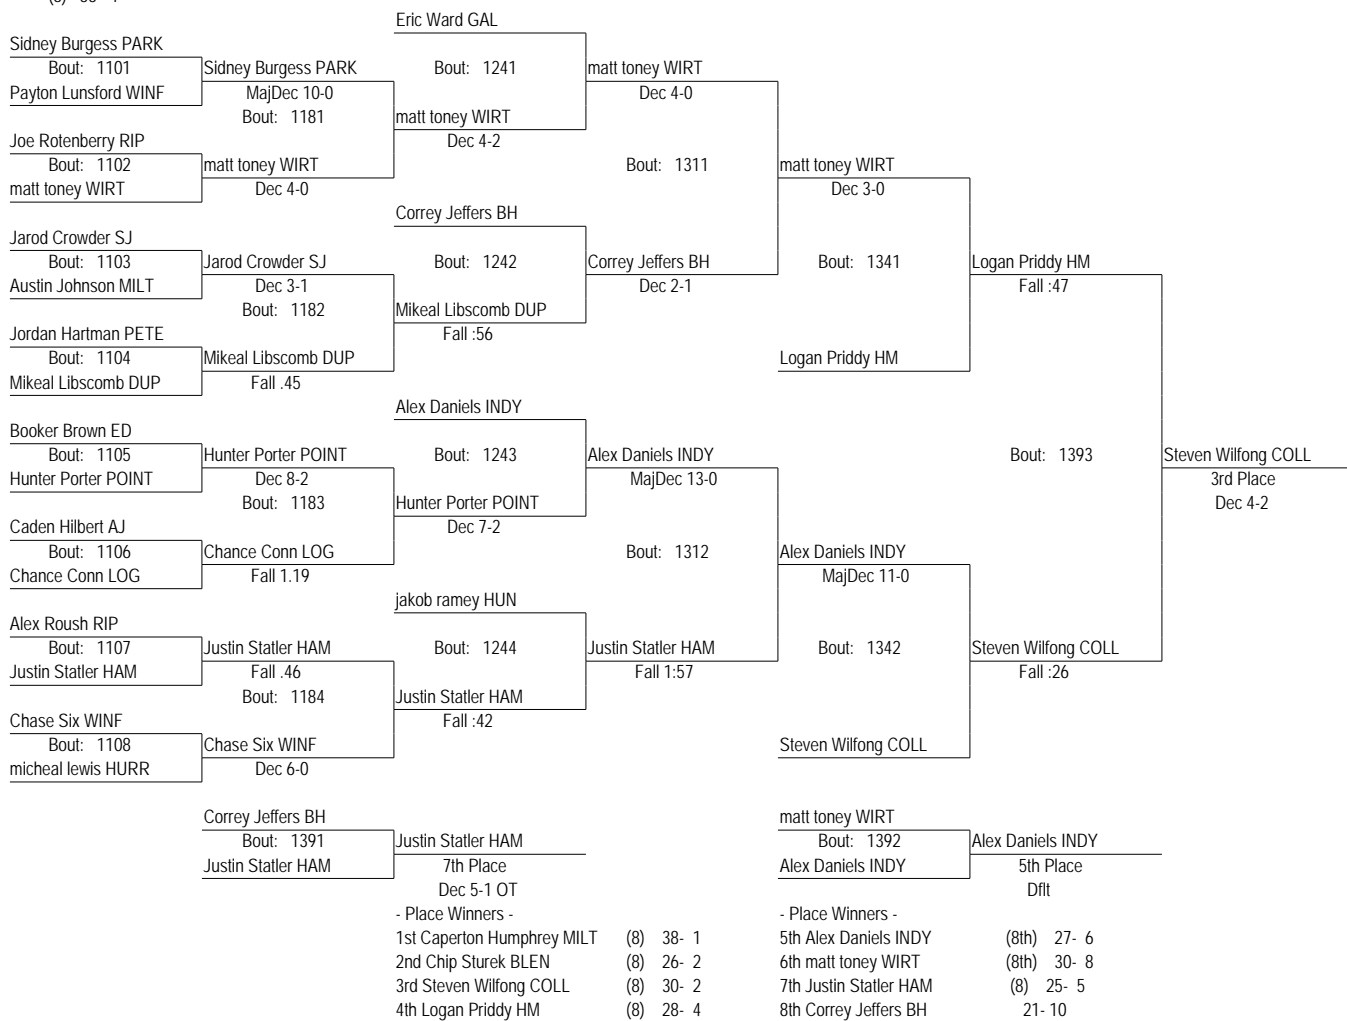 Eric Ward GAL
Sidney Burgess PARK
Bout: 1101
Sidney Burgess PARK
Bout: 1241
matt toney WIRT
Payton Lunsford WINF
MajDec 10-0
Dec 4-0
Bout: 1181
matt toney WIRT
Joe Rotenberry RIP
Dec 4-2
Bout: 1102
matt toney WIRT
Bout: 1311
matt toney WIRT
matt toney WIRT
Dec 4-0
Dec 3-0
Correy Jeffers BH
Jarod Crowder SJ
Bout: 1103
Jarod Crowder SJ
Bout: 1242
Correy Jeffers BH
Bout: 1341
Logan Priddy HM
Austin Johnson MILT
Dec 3-1
Dec 2-1
Fall :47
Bout: 1182
Mikeal Libscomb DUP
Jordan Hartman PETE
Fall :56
Bout: 1104
Mikeal Libscomb DUP
Logan Priddy HM
Mikeal Libscomb DUP
Fall .45
Alex Daniels INDY
Booker Brown ED
Bout: 1105
Hunter Porter POINT
Bout: 1243
Alex Daniels INDY
Bout: 1393
Steven Wilfong COLL
Hunter Porter POINT
Dec 8-2
MajDec 13-0
3rd Place
Bout: 1183
Hunter Porter POINT
Dec 4-2
Caden Hilbert AJ
Dec 7-2
Bout: 1106
Chance Conn LOG
Bout: 1312
Alex Daniels INDY
Chance Conn LOG
Fall 1.19
MajDec 11-0
jakob ramey HUN
Alex Roush RIP
Bout: 1107
Justin Statler HAM
Bout: 1244
Justin Statler HAM
Bout: 1342
Steven Wilfong COLL
Justin Statler HAM
Fall .46
Fall 1:57
Fall :26
Bout: 1184
Justin Statler HAM
Chase Six WINF
Fall :42
Bout: 1108
Chase Six WINF
Steven Wilfong COLL
micheal lewis HURR
Dec 6-0
Correy Jeffers BH
matt toney WIRT
Bout: 1391
Justin Statler HAM
Bout: 1392
Alex Daniels INDY
Justin Statler HAM
7th Place
Alex Daniels INDY
5th Place
Dec 5-1 OT
Dflt
- Place Winners -
1st Caperton Humphrey MILT (8) 38- 1
2nd Chip Sturek BLEN (8) 26- 2
3rd Steven Wilfong COLL (8) 30- 2
4th Logan Priddy HM (8) 28- 4
- Place Winners -
5th Alex Daniels INDY (8th) 27- 6
6th matt toney WIRT (8th) 30- 8
7th Justin Statler HAM (8) 25- 5
8th Correy Jeffers BH 21- 10